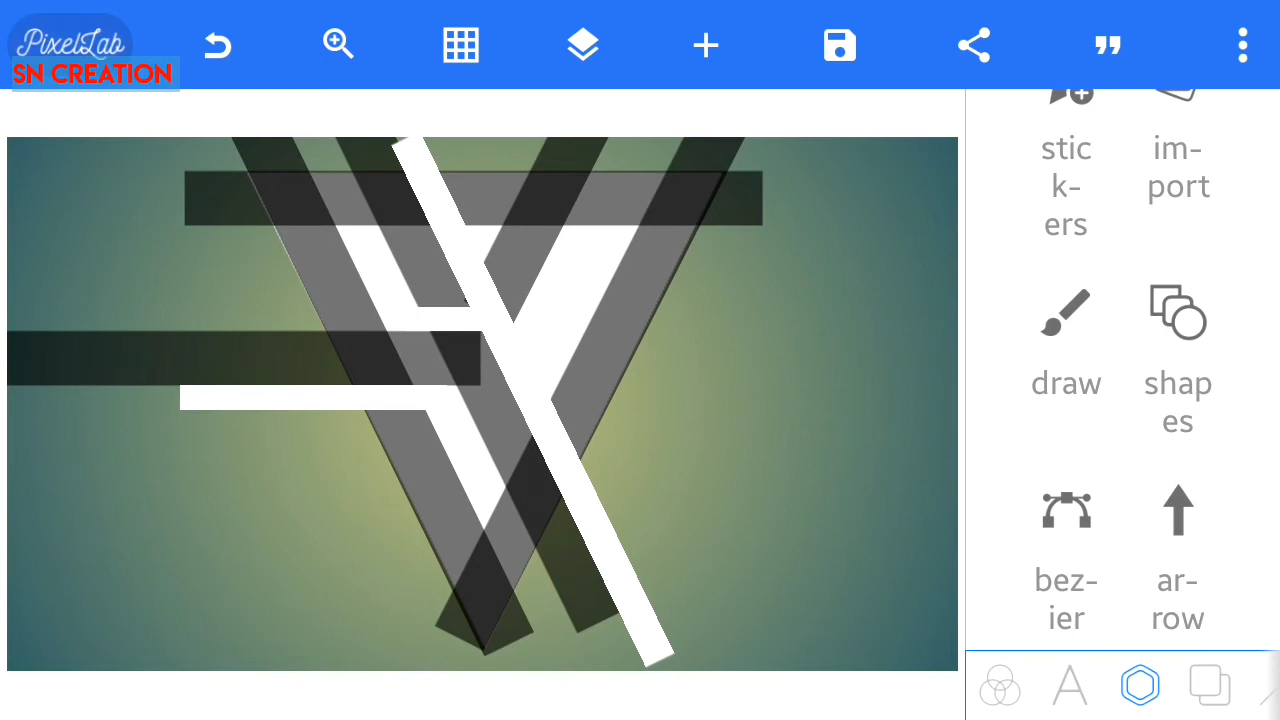 PixelLab
SN CREATION
stic
k-
ers
im-
port
draw
shap
es
bez-
ier
ar-
row